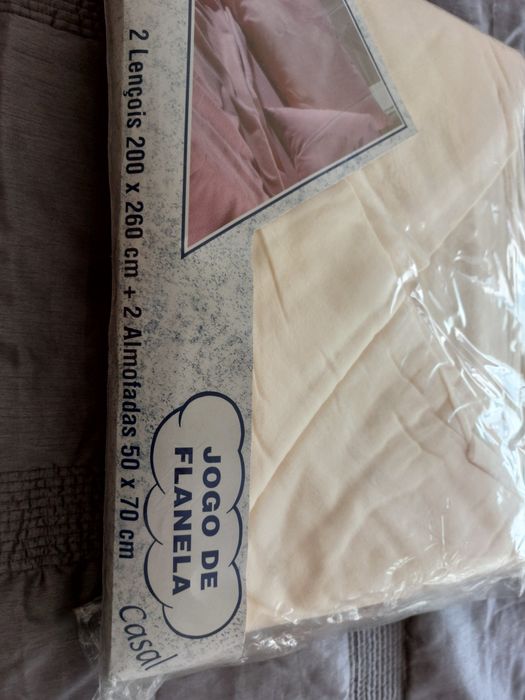 2 Lençois 200 x 260 cm + 2 Almofadas 50 x 70 cm
JOGO DE
FLANELA
Casal